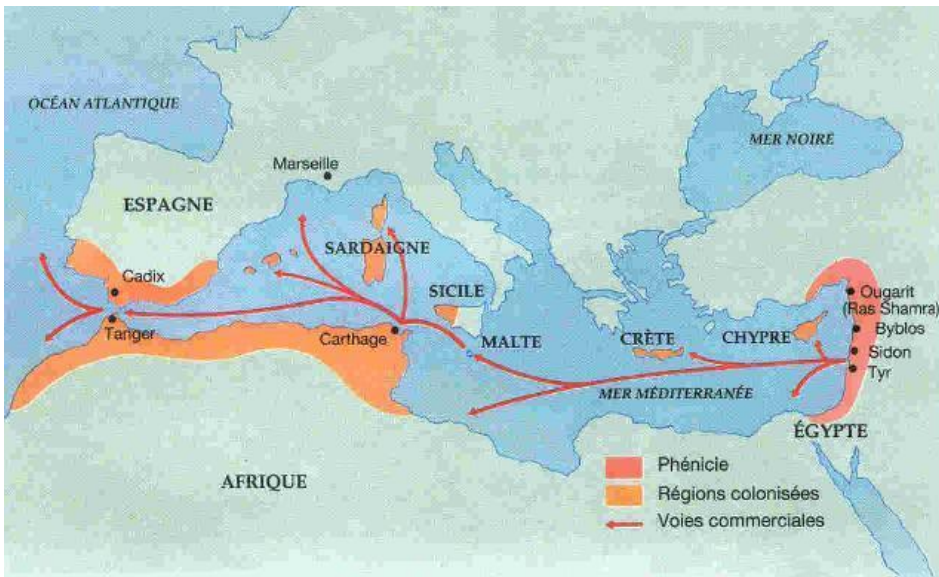 OCÉAN ATLANTIQUE
MER NOIRE
Marseille
ESPAGNE
SARDAIGNE
Cadix
SICILE
Ougarit
(Ras Shamra)
Tanger
Carthage
MALTE
CRÈTE
CHYPRE
Byblos
Sidon
Tyr
MER MÉDITERRANÉE
ÉGYPTE
AFRIQUE
Phénicie
Régions colonisées
Voies commerciales